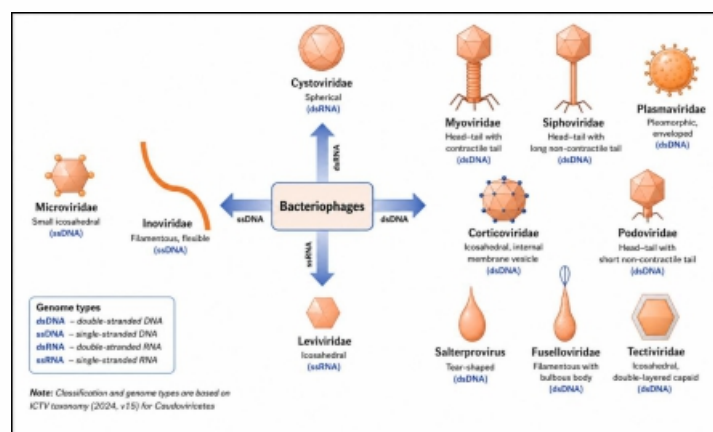 Cystoviridae
Spherical
(dsRNA)
Myoviridae
Head–tail with
contractile tail
(dsDNA)
Siphoviridae
Head–tail with
long non-contractile tail
(dsDNA)
Plasmaviridae
Pleomorphic,
enveloped
(dsDNA)
Microviridae
Small icosahedral
(ssDNA)
Inoviridae
Filamentous, flexible
(ssDNA)
dsRNA
ssDNA
Bacteriophages
dsDNA
ssRNA
Corticoviridae
Icosahedral, internal
membrane vesicle
(dsDNA)
Podoviridae
Head–tail with
short non-contractile tail
(dsDNA)
Genome types
dsDNA – double-stranded DNA
ssDNA – single-stranded DNA
dsRNA – double-stranded RNA
ssRNA – single-stranded RNA
Leviviridae
Icosahedral
(ssRNA)
Salterprovirus
Tear-shaped
(dsDNA)
Fuselloviridae
Filamentous with
bulbous body
(dsDNA)
Tectiviridae
Icosahedral,
double-layered capsid
(dsDNA)
Note: Classification and genome types are based on
ICTV taxonomy (2024, v15) for Caudoviricetes